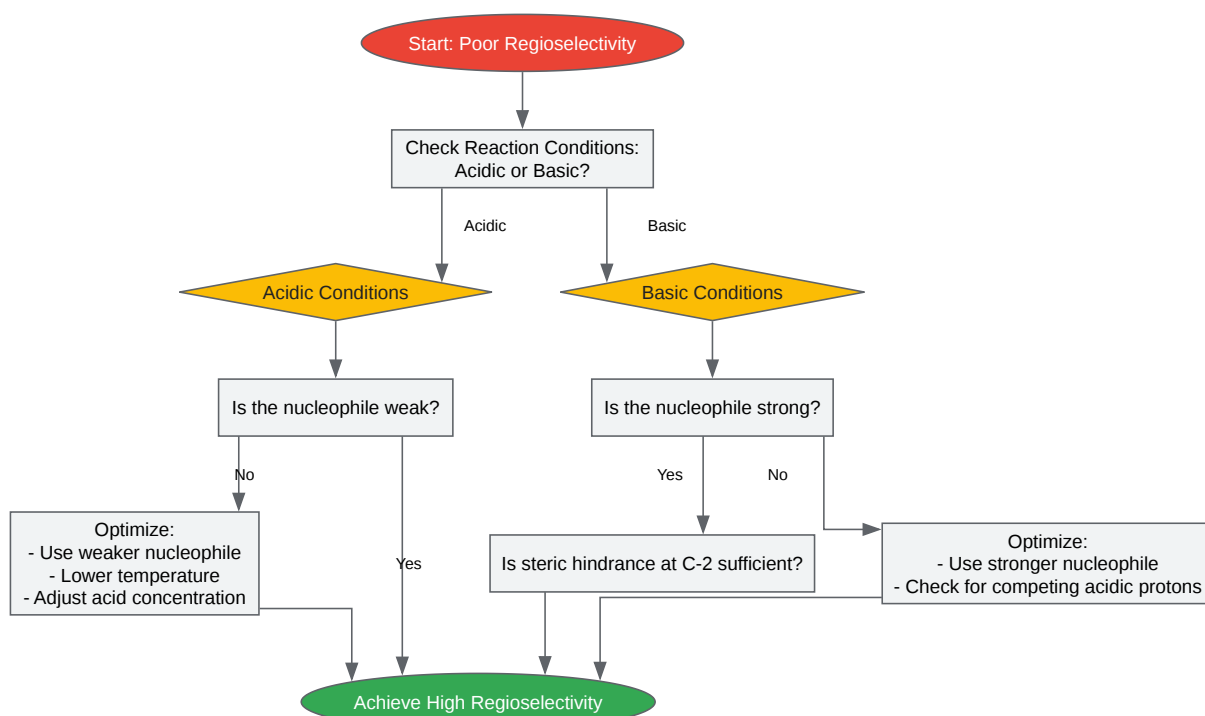 Start: Poor Regioselectivity
Check Reaction Conditions:
Acidic or Basic?
Acidic
Basic
Acidic Conditions
Basic Conditions
Is the nucleophile weak?
Is the nucleophile strong?
No
Yes
No
Optimize:
- Use weaker nucleophile
- Lower temperature
- Adjust acid concentration
Yes
Is steric hindrance at C-2 sufficient?
Optimize:
- Use stronger nucleophile
- Check for competing acidic protons
Achieve High Regioselectivity